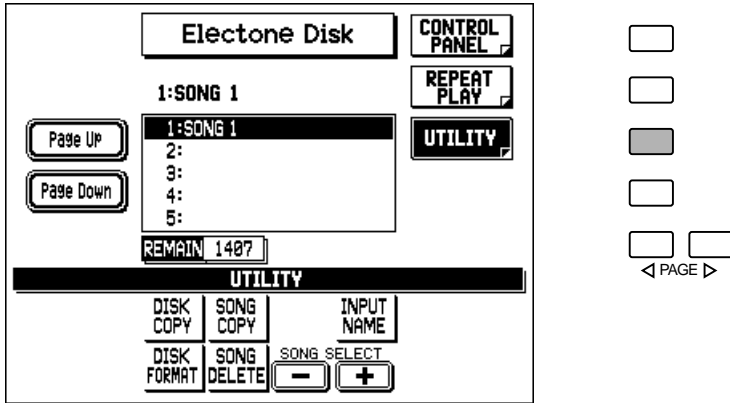 Electone Disk
CONTROL
PANEL
1:SONG 1
REPEAT
PLAY
Page Up
Page Down
1:SONG 1
2:
3:
4:
5:
UTILITY
REMAIN 1407
UTILITY
DISK
COPY
SONG
COPY
INPUT
NAME
DISK
FORMAT
SONG
DELETE
SONG SELECT
− +
◁ PAGE ▷